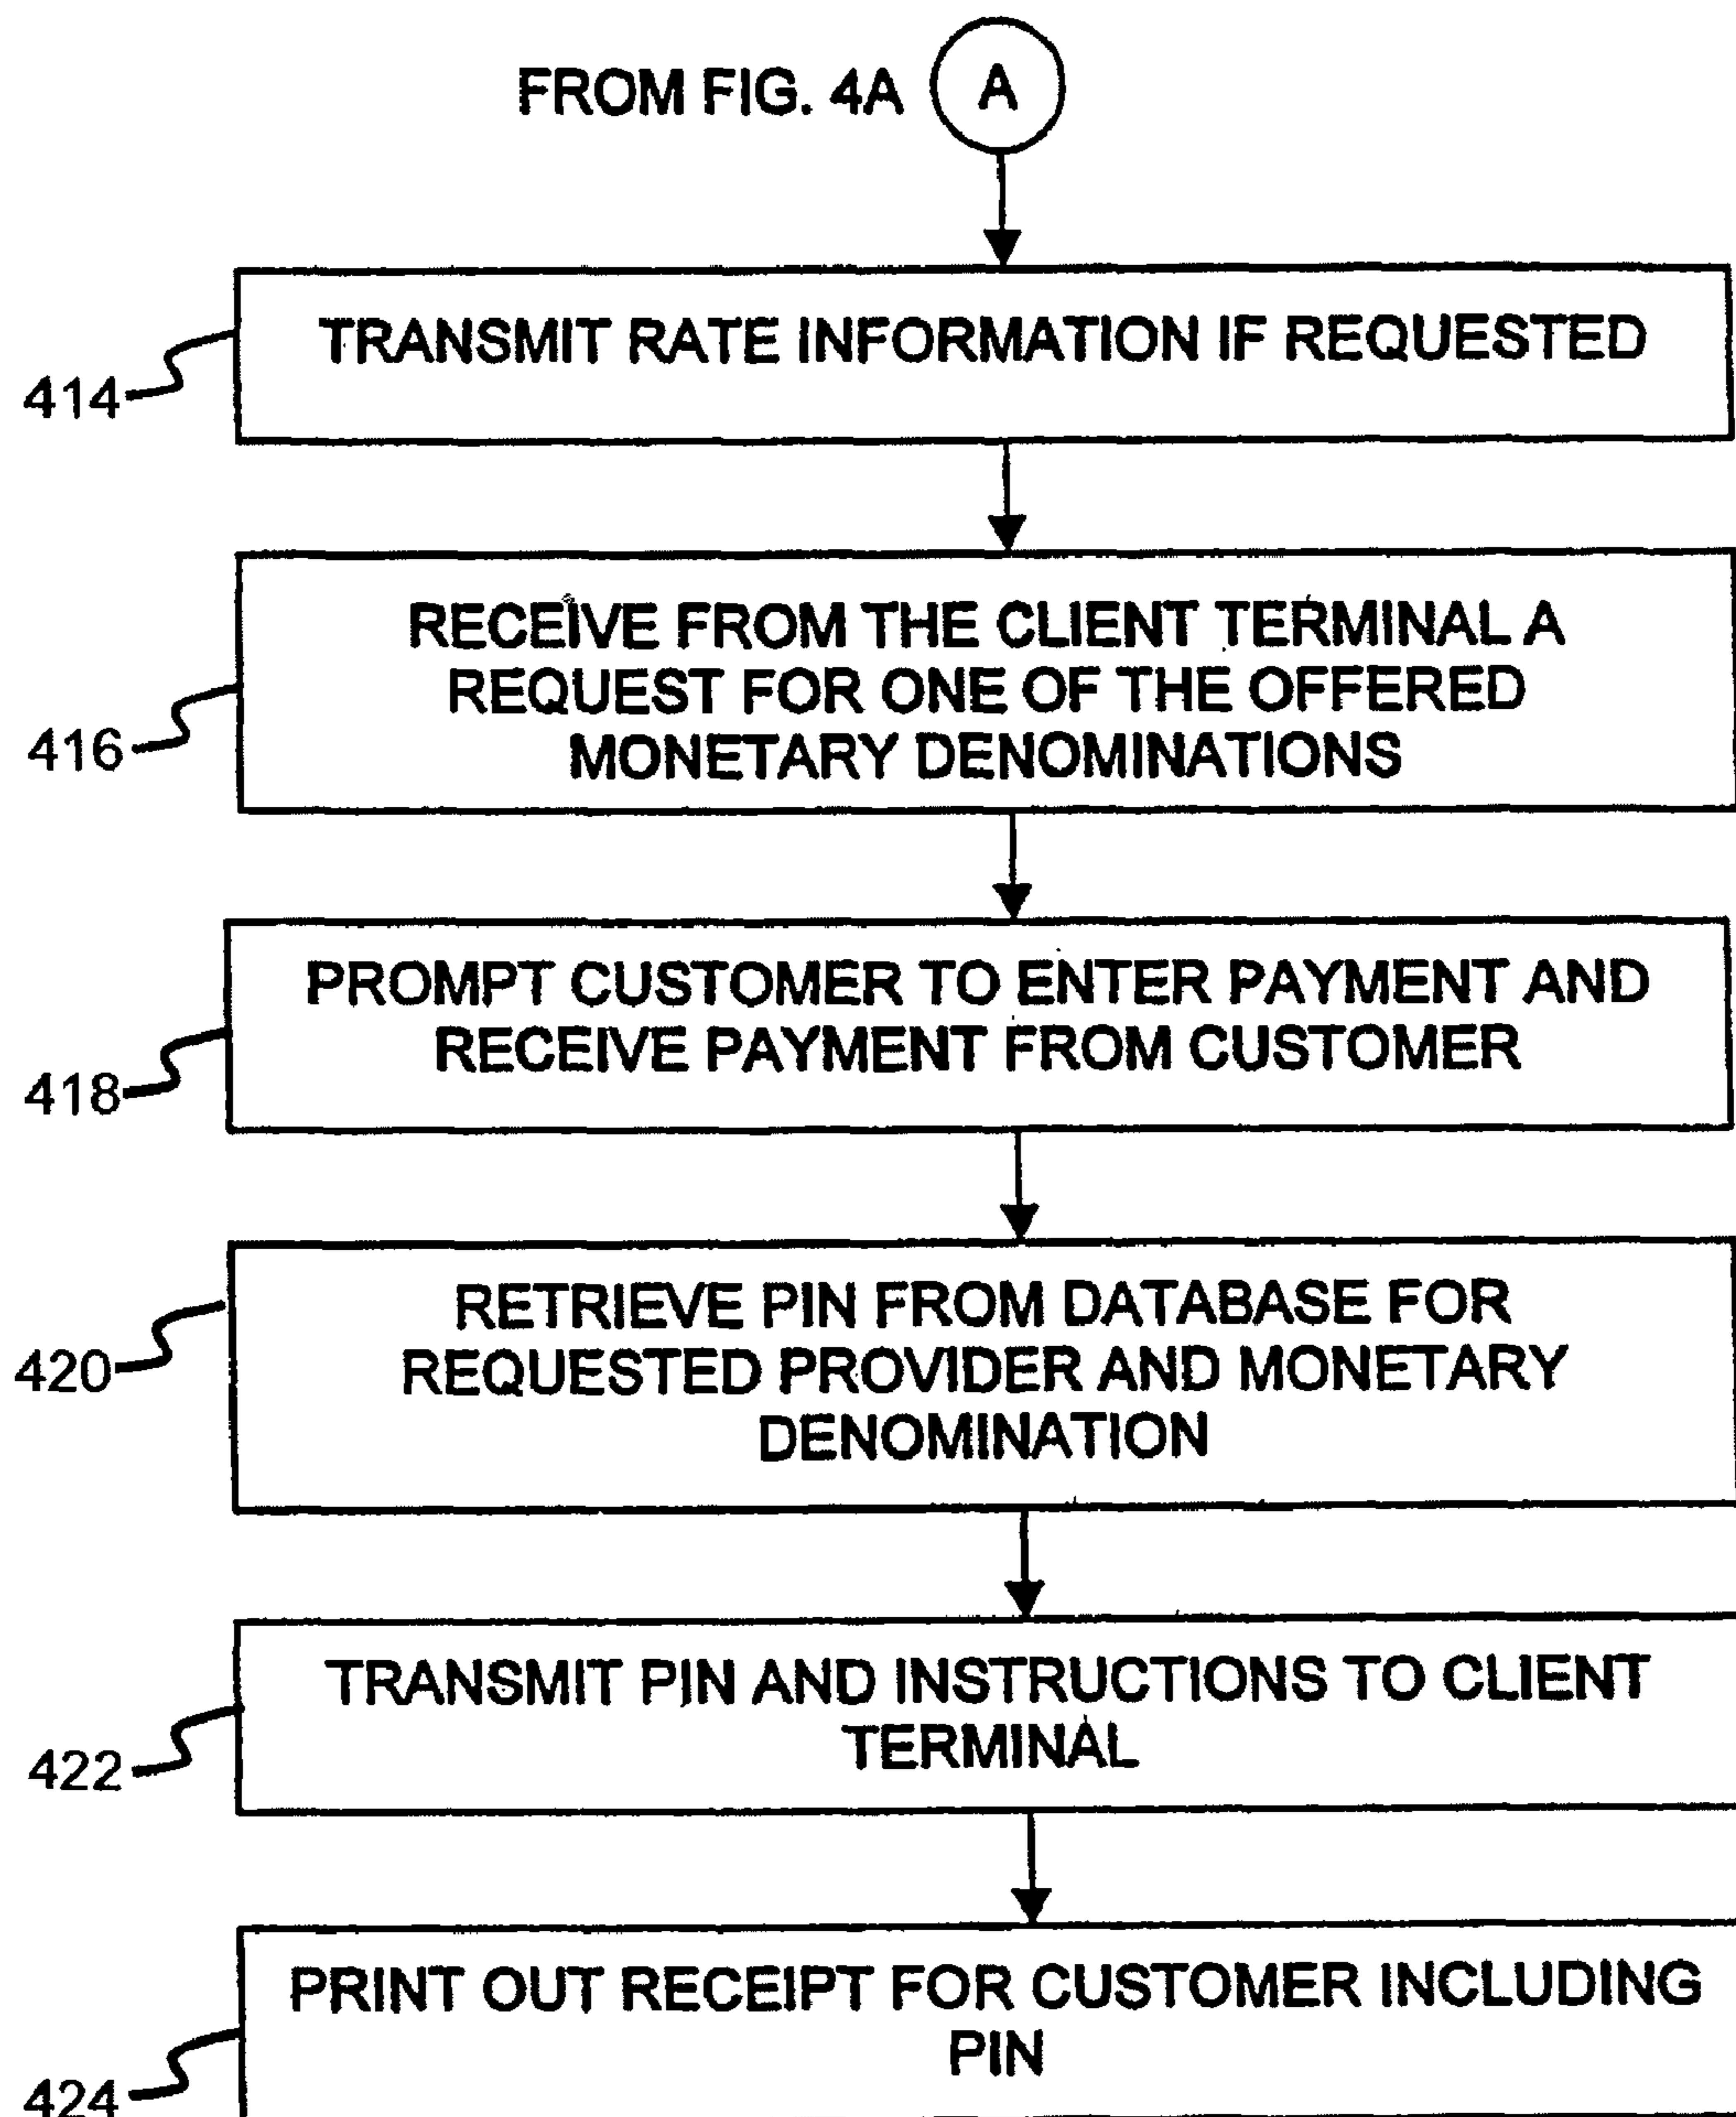 FROM FIG. 4A
A
TRANSMIT RATE INFORMATION IF REQUESTED
414
RECEIVE FROM THE CLIENT TERMINAL A
REQUEST FOR ONE OF THE OFFERED
MONETARY DENOMINATIONS
416
PROMPT CUSTOMER TO ENTER PAYMENT AND
RECEIVE PAYMENT FROM CUSTOMER
418
RETRIEVE PIN FROM DATABASE FOR
REQUESTED PROVIDER AND MONETARY
DENOMINATION
420
TRANSMIT PIN AND INSTRUCTIONS TO CLIENT
TERMINAL
422
PRINT OUT RECEIPT FOR CUSTOMER INCLUDING
PIN
424